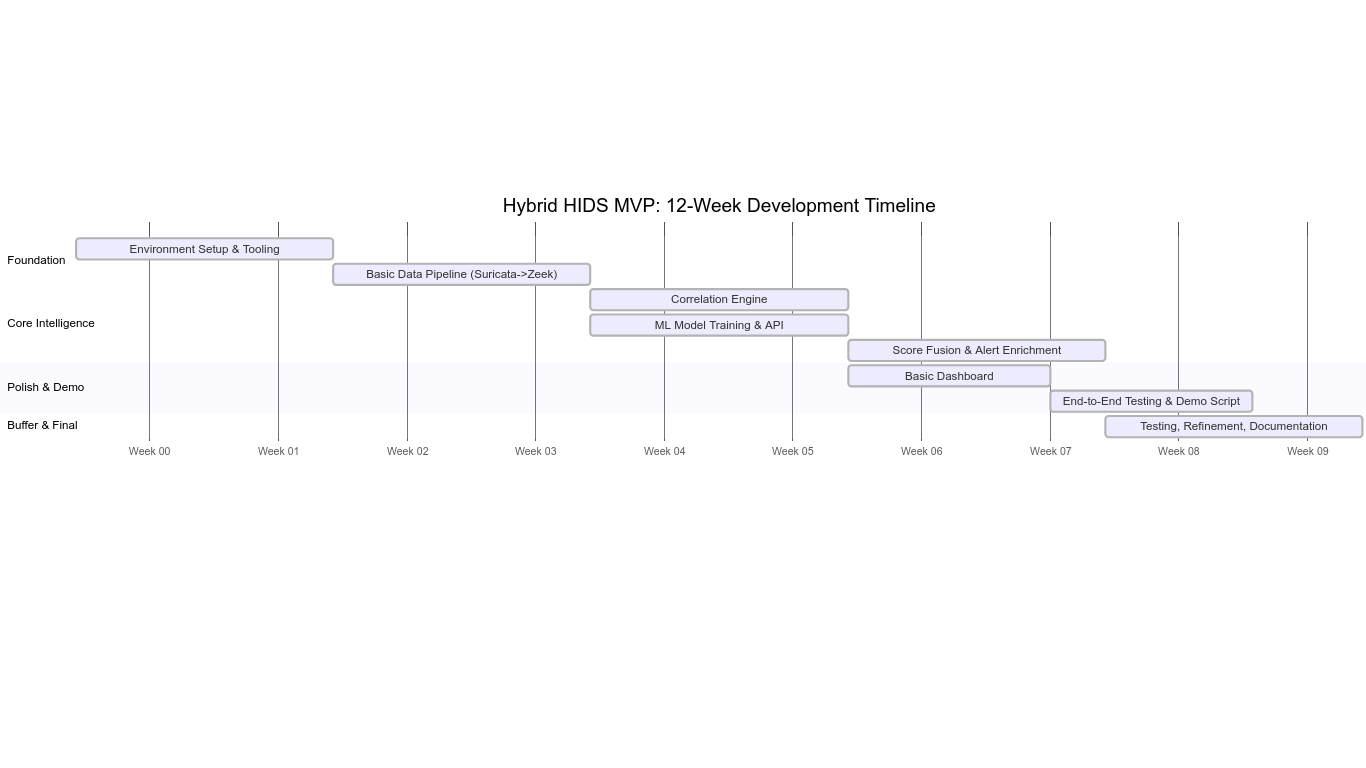 Hybrid HIDS MVP: 12-Week Development Timeline
Foundation
Environment Setup & Tooling
Basic Data Pipeline (Suricata->Zeek)
Core Intelligence
Correlation Engine
ML Model Training & API
Score Fusion & Alert Enrichment
Polish & Demo
Basic Dashboard
End-to-End Testing & Demo Script
Buffer & Final
Testing, Refinement, Documentation
Week 00 Week 01 Week 02 Week 03 Week 04 Week 05 Week 06 Week 07 Week 08 Week 09